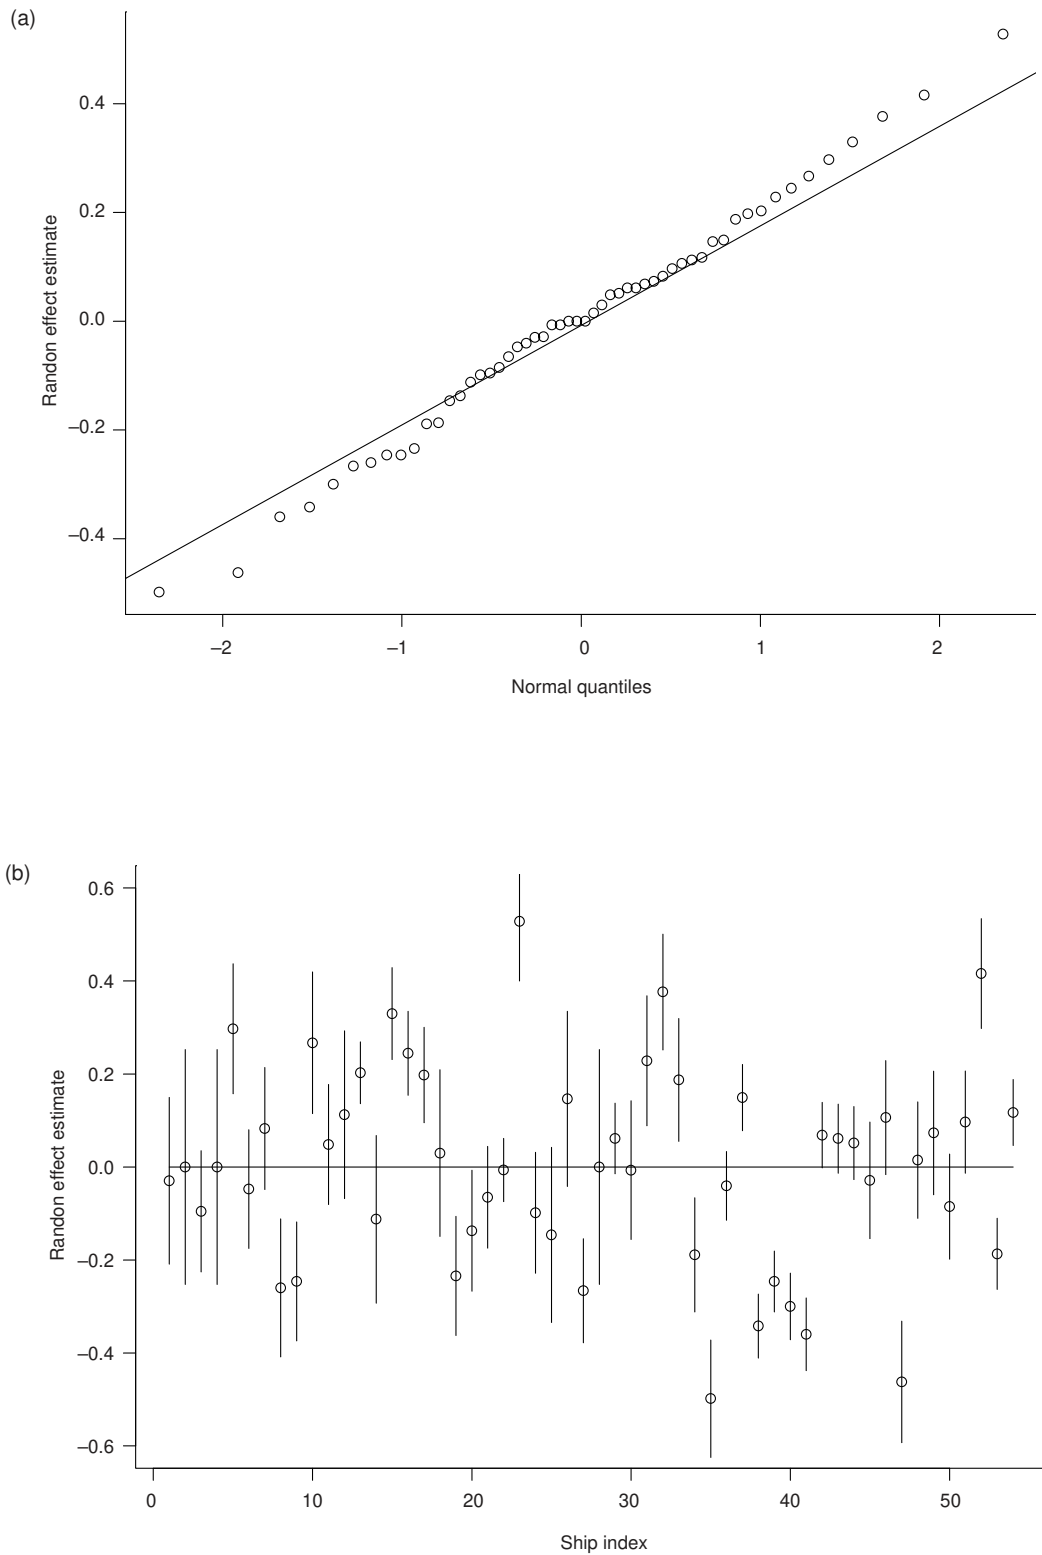 (a)
0.4
0.2
0.0
–0.2
–0.4
Randon effect estimate
–2 –1 0 1 2
Normal quantiles
(b)
0.6
0.4
0.2
0.0
–0.2
–0.4
–0.6
Randon effect estimate
0 10 20 30 40 50
Ship index